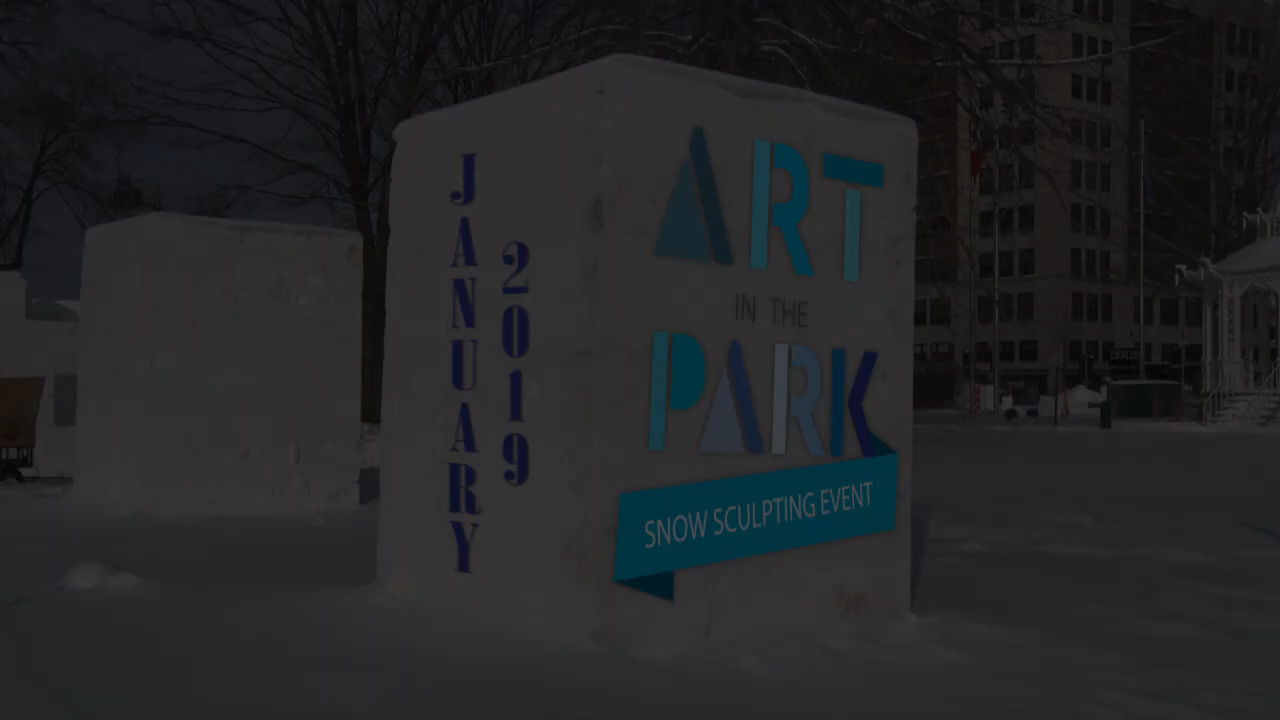 JANUARY
2019
ART
IN THE
PARK
SNOW SCULPTING EVENT